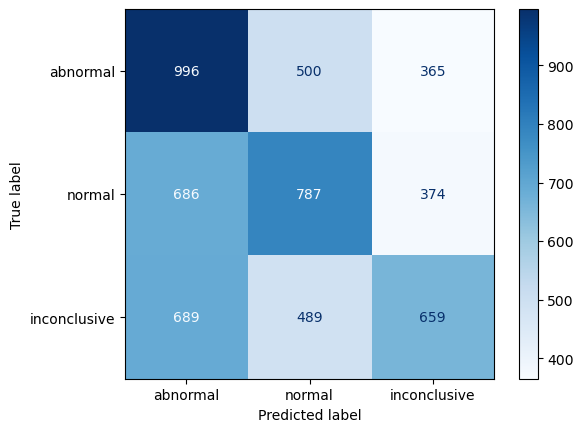 abnormal 996 500 365
normal 686 787 374
inconclusive 689 489 659
abnormal normal inconclusive
Predicted label
True label
900
800
700
600
500
400